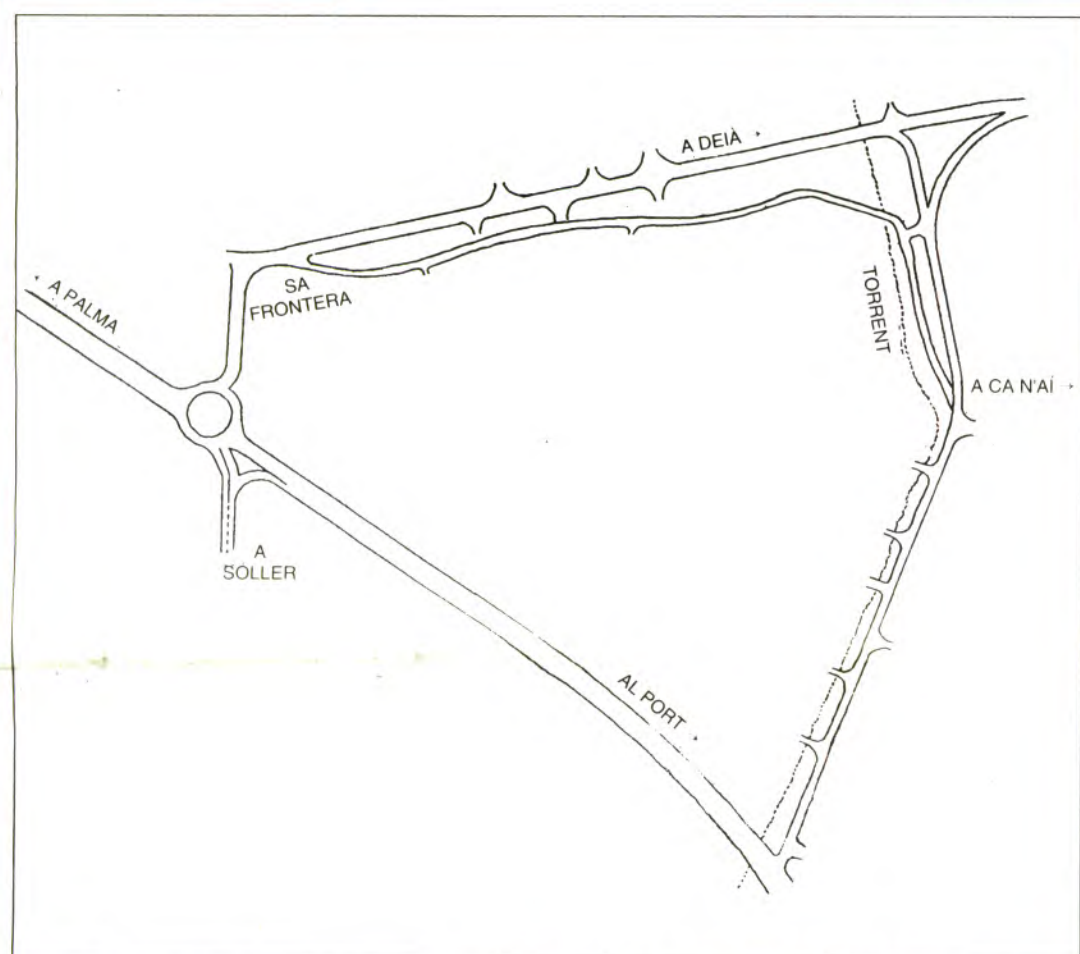 A DEIÀ →
SA
FRONTERA
A PALMA
TORRENT
A CA N'AÍ →
A
SÓLLER
AL PORT →